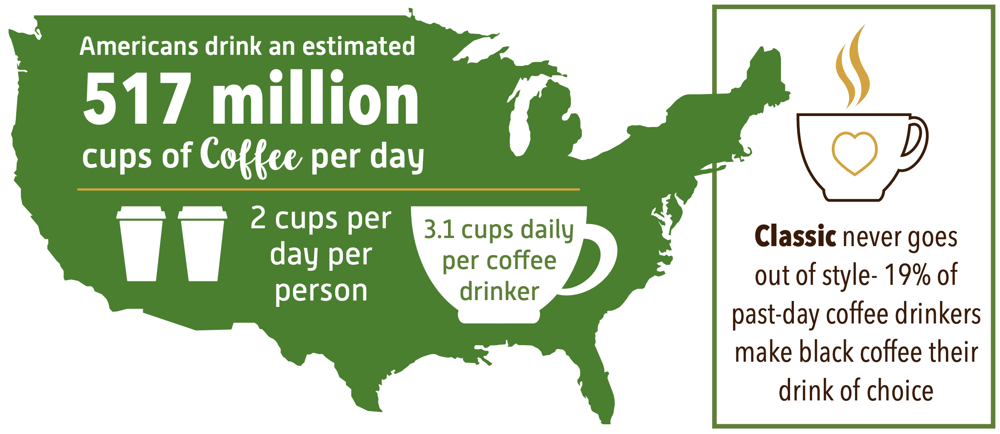 Americans drink an estimated
517 million
cups of Coffee per day
2 cups per
day per
person
3.1 cups daily
per coffee
drinker
Classic never goes
out of style- 19% of
past-day coffee drinkers
make black coffee their
drink of choice